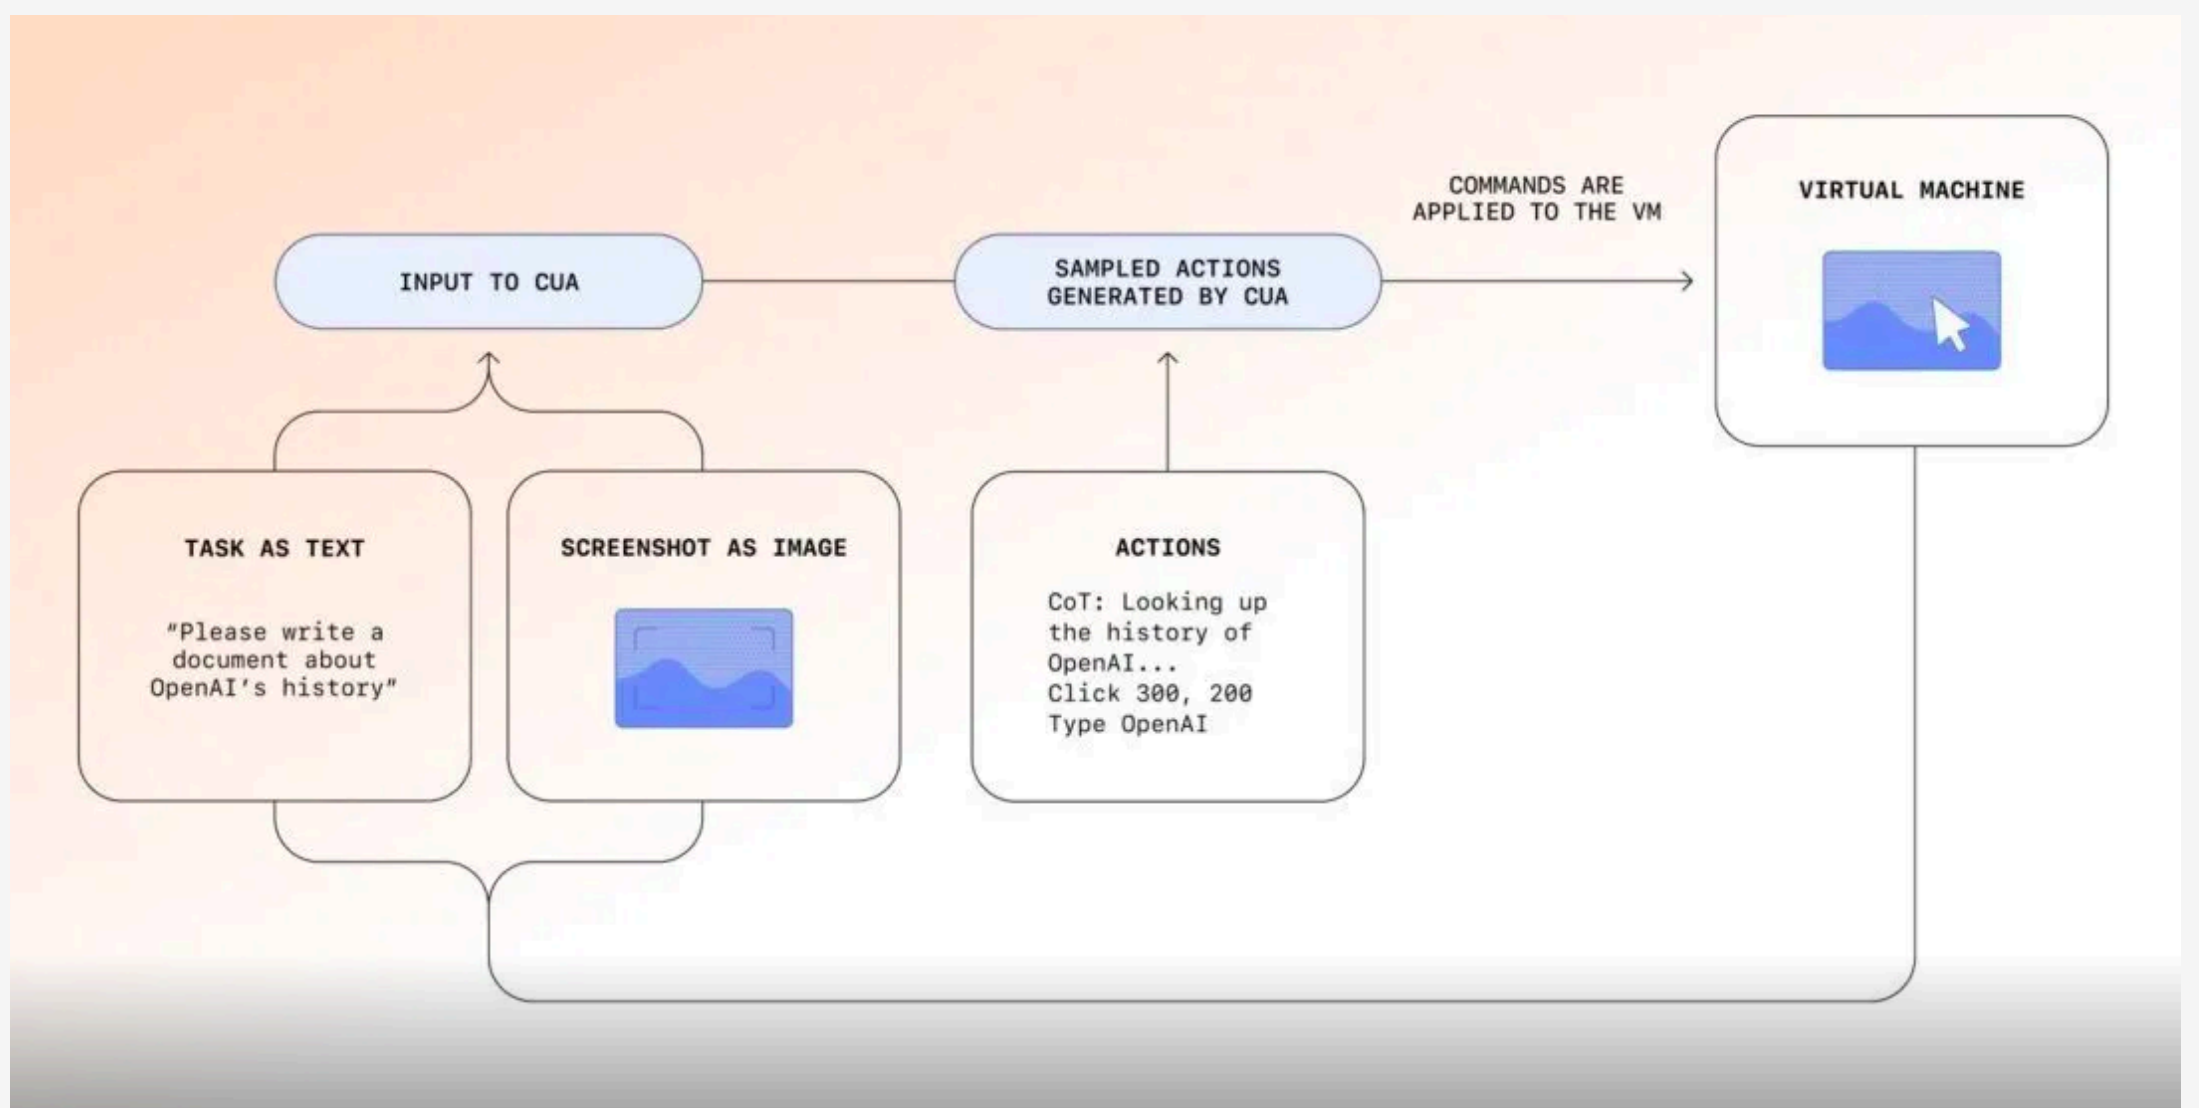 COMMANDS ARE
APPLIED TO THE VM
VIRTUAL MACHINE
INPUT TO CUA
SAMPLED ACTIONS
GENERATED BY CUA
TASK AS TEXT
“Please write a
document about
OpenAI’s history”
SCREENSHOT AS IMAGE
ACTIONS
CoT: Looking up
the history of
OpenAI...
Click 300, 200
Type OpenAI